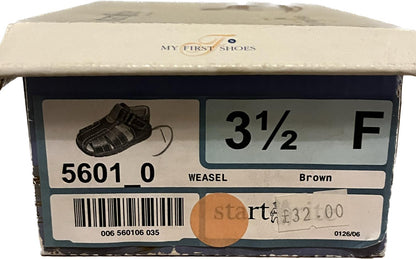 MY FIRST SHOES
3½ F
5601_0 WEASEL Brown
006 560106 035
start
£32.00
0126/06